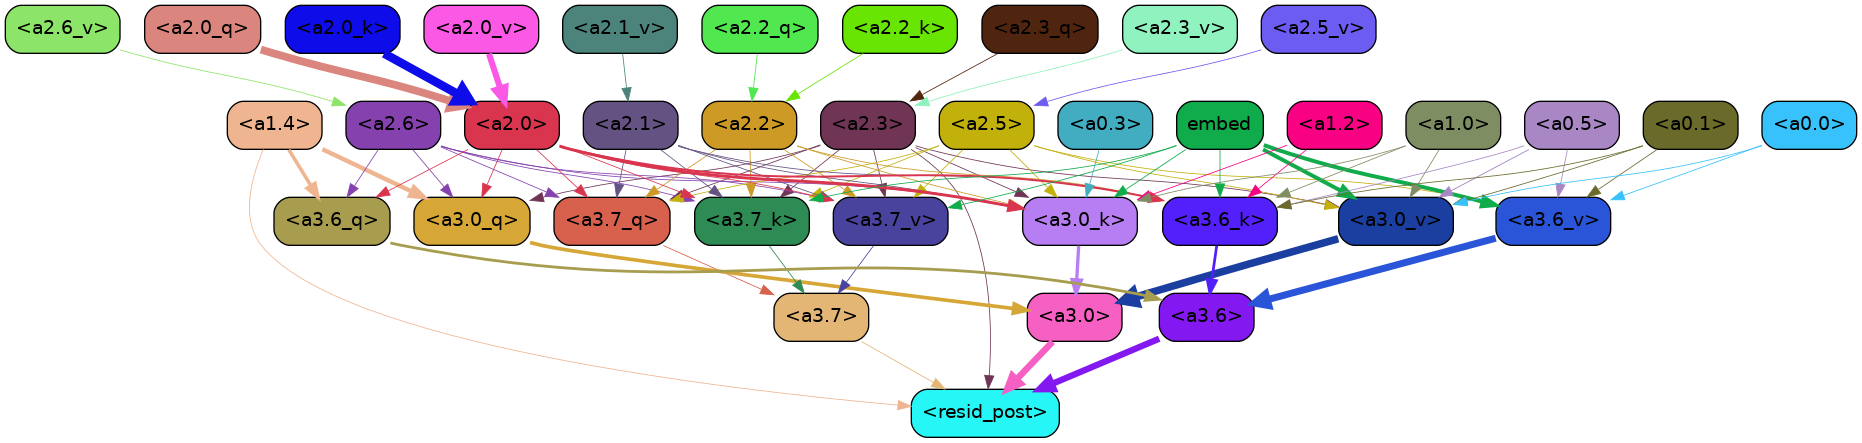 <a2.6_v> <a2.0_q> <a2.0_k> <a2.0_v> <a2.1_v> <a2.2_q> <a2.2_k> <a2.3_q> <a2.3_v> <a2.5_v>
<a1.4> <a2.6> <a2.0> <a2.1> <a2.2> <a2.3> <a2.5> <a0.3> embed <a1.2> <a1.0> <a0.5> <a0.1> <a0.0>
<a3.6_q> <a3.0_q> <a3.7_q> <a3.7_k> <a3.7_v> <a3.0_k> <a3.6_k> <a3.0_v> <a3.6_v>
<a3.7> <a3.0> <a3.6>
<resid_post>